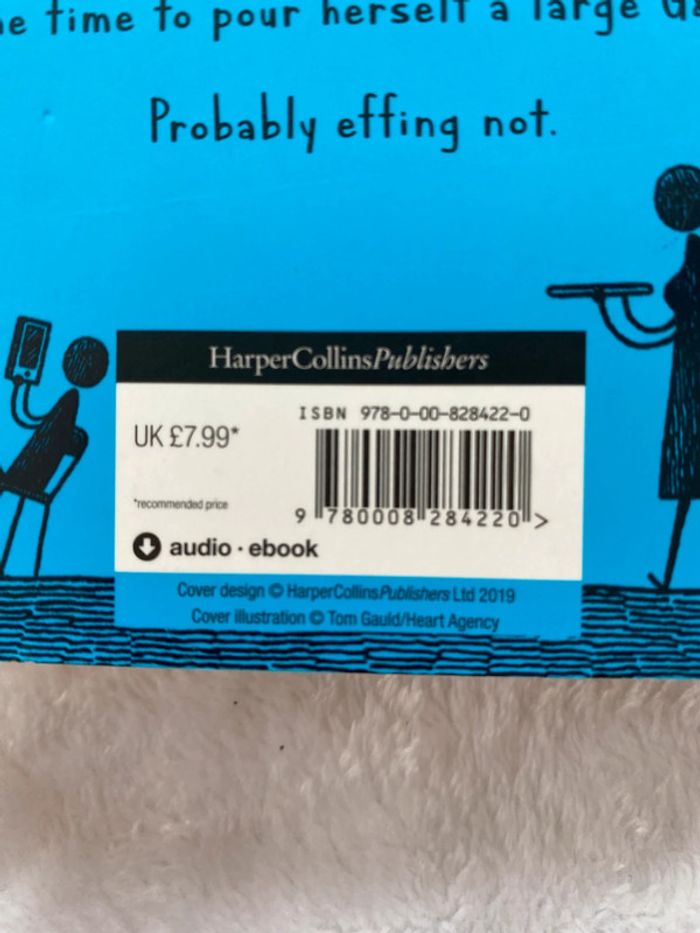 time to pour herself a large
Probably effing not.
HarperCollinsPublishers
ISBN 978-0-00-828422-0
UK £7.99*
*recommended price
9 780008 284220 >
audio · ebook
Cover design © HarperCollinsPublishers Ltd 2019
Cover illustration © Tom Gauld/Heart Agency